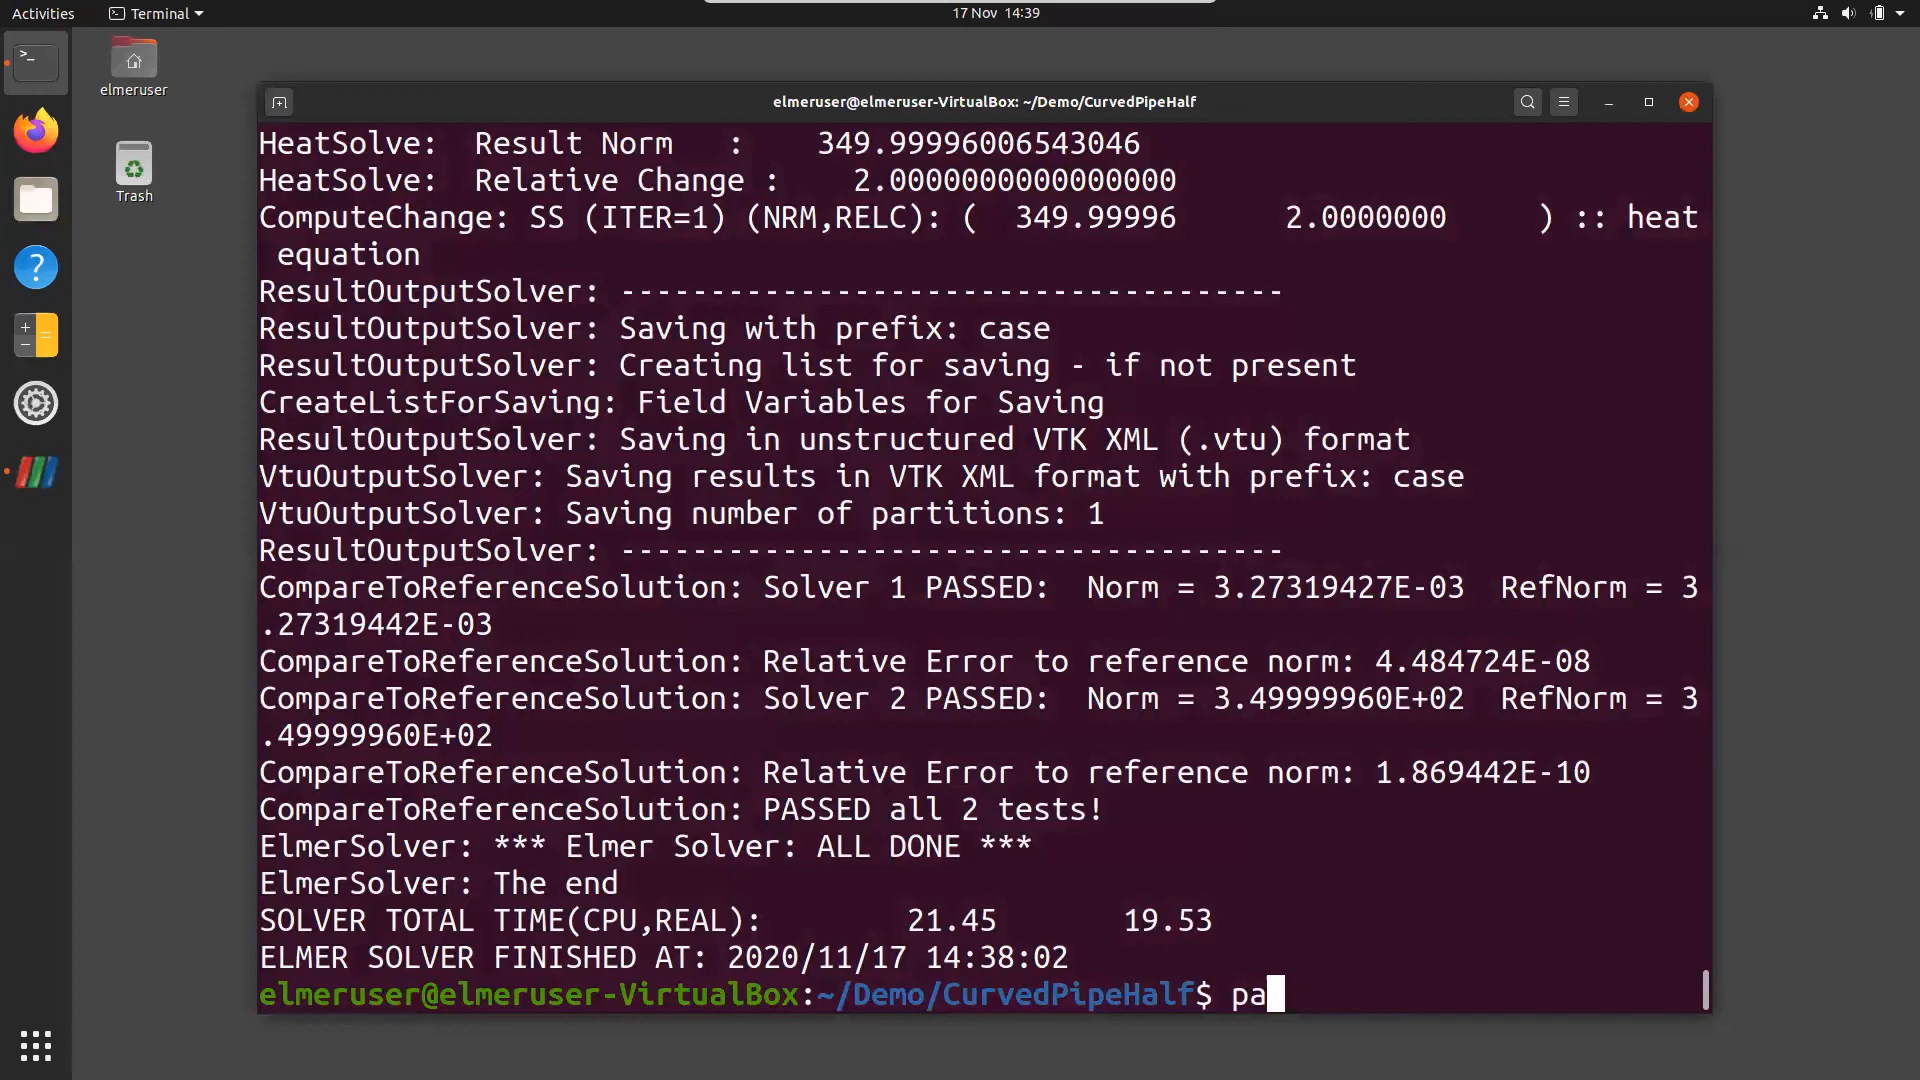 Activities
Terminal
17 Nov 14:39
elmeruser
Trash
elmeruser@elmeruser-VirtualBox: ~/Demo/CurvedPipeHalf
HeatSolve:  Result Norm   :    349.99996006543046
HeatSolve:  Relative Change :    2.0000000000000000
ComputeChange: SS (ITER=1) (NRM,RELC): (  349.99996      2.0000000     ) :: heat
 equation
ResultOutputSolver: -------------------------------------
ResultOutputSolver: Saving with prefix: case
ResultOutputSolver: Creating list for saving - if not present
CreateListForSaving: Field Variables for Saving
ResultOutputSolver: Saving in unstructured VTK XML (.vtu) format
VtuOutputSolver: Saving results in VTK XML format with prefix: case
VtuOutputSolver: Saving number of partitions: 1
ResultOutputSolver: -------------------------------------
CompareToReferenceSolution: Solver 1 PASSED:  Norm = 3.27319427E-03  RefNorm = 3
.27319442E-03
CompareToReferenceSolution: Relative Error to reference norm: 4.484724E-08
CompareToReferenceSolution: Solver 2 PASSED:  Norm = 3.49999960E+02  RefNorm = 3
.49999960E+02
CompareToReferenceSolution: Relative Error to reference norm: 1.869442E-10
CompareToReferenceSolution: PASSED all 2 tests!
ElmerSolver: *** Elmer Solver: ALL DONE ***
ElmerSolver: The end
SOLVER TOTAL TIME(CPU,REAL):        21.45       19.53
ELMER SOLVER FINISHED AT: 2020/11/17 14:38:02
elmeruser@elmeruser-VirtualBox:~/Demo/CurvedPipeHalf$ pa